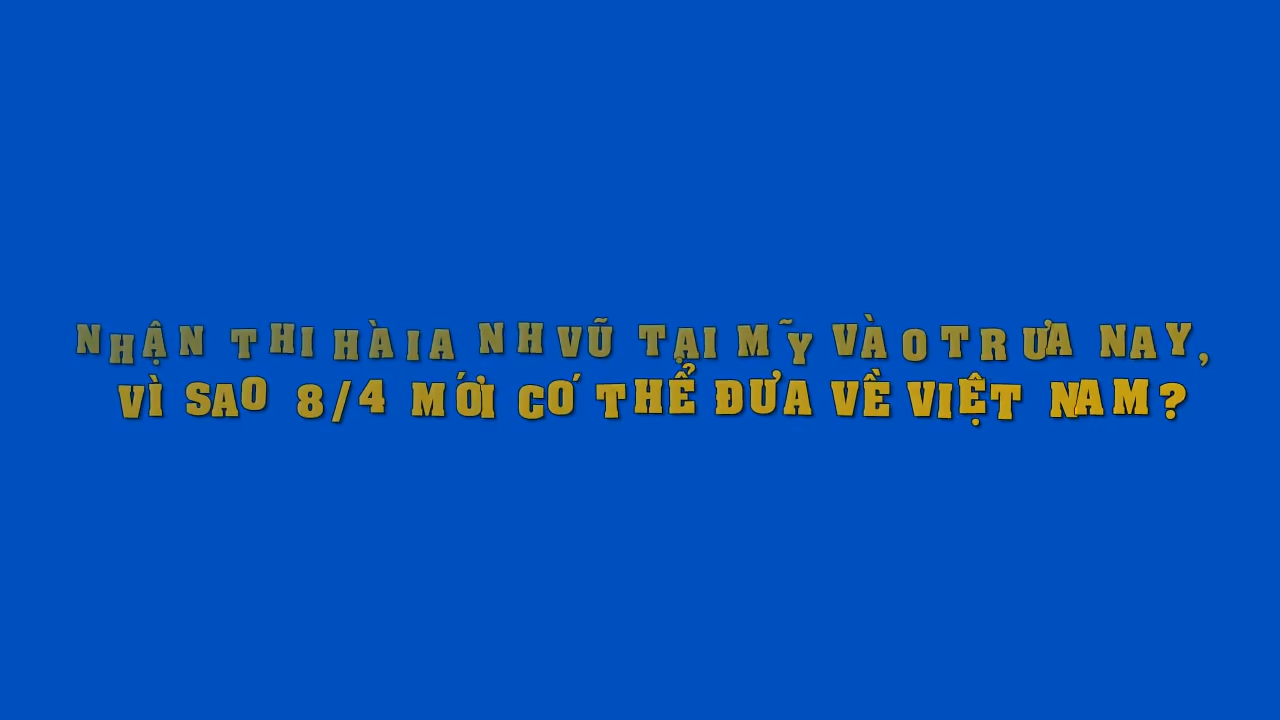 NHẬN THI HÀI ANH VŨ TẠI MỸ VÀO TRƯA NAY,
VÌ SAO 8/4 MỚI CÓ THỂ ĐƯA VỀ VIỆT NAM?